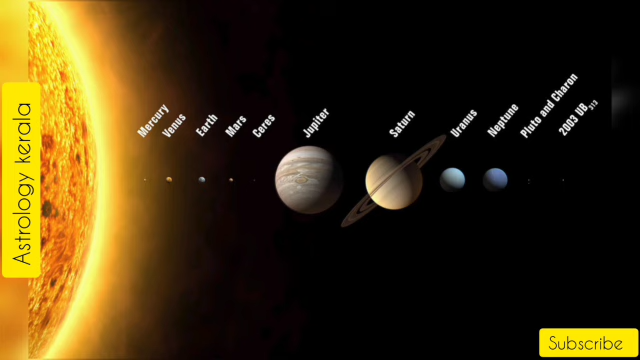 Astrology kerala
Mercury
Venus
Earth
Mars
Ceres
Jupiter
Saturn
Uranus
Neptune
Pluto and Charon
2003 UB₃₁₃
Subscribe